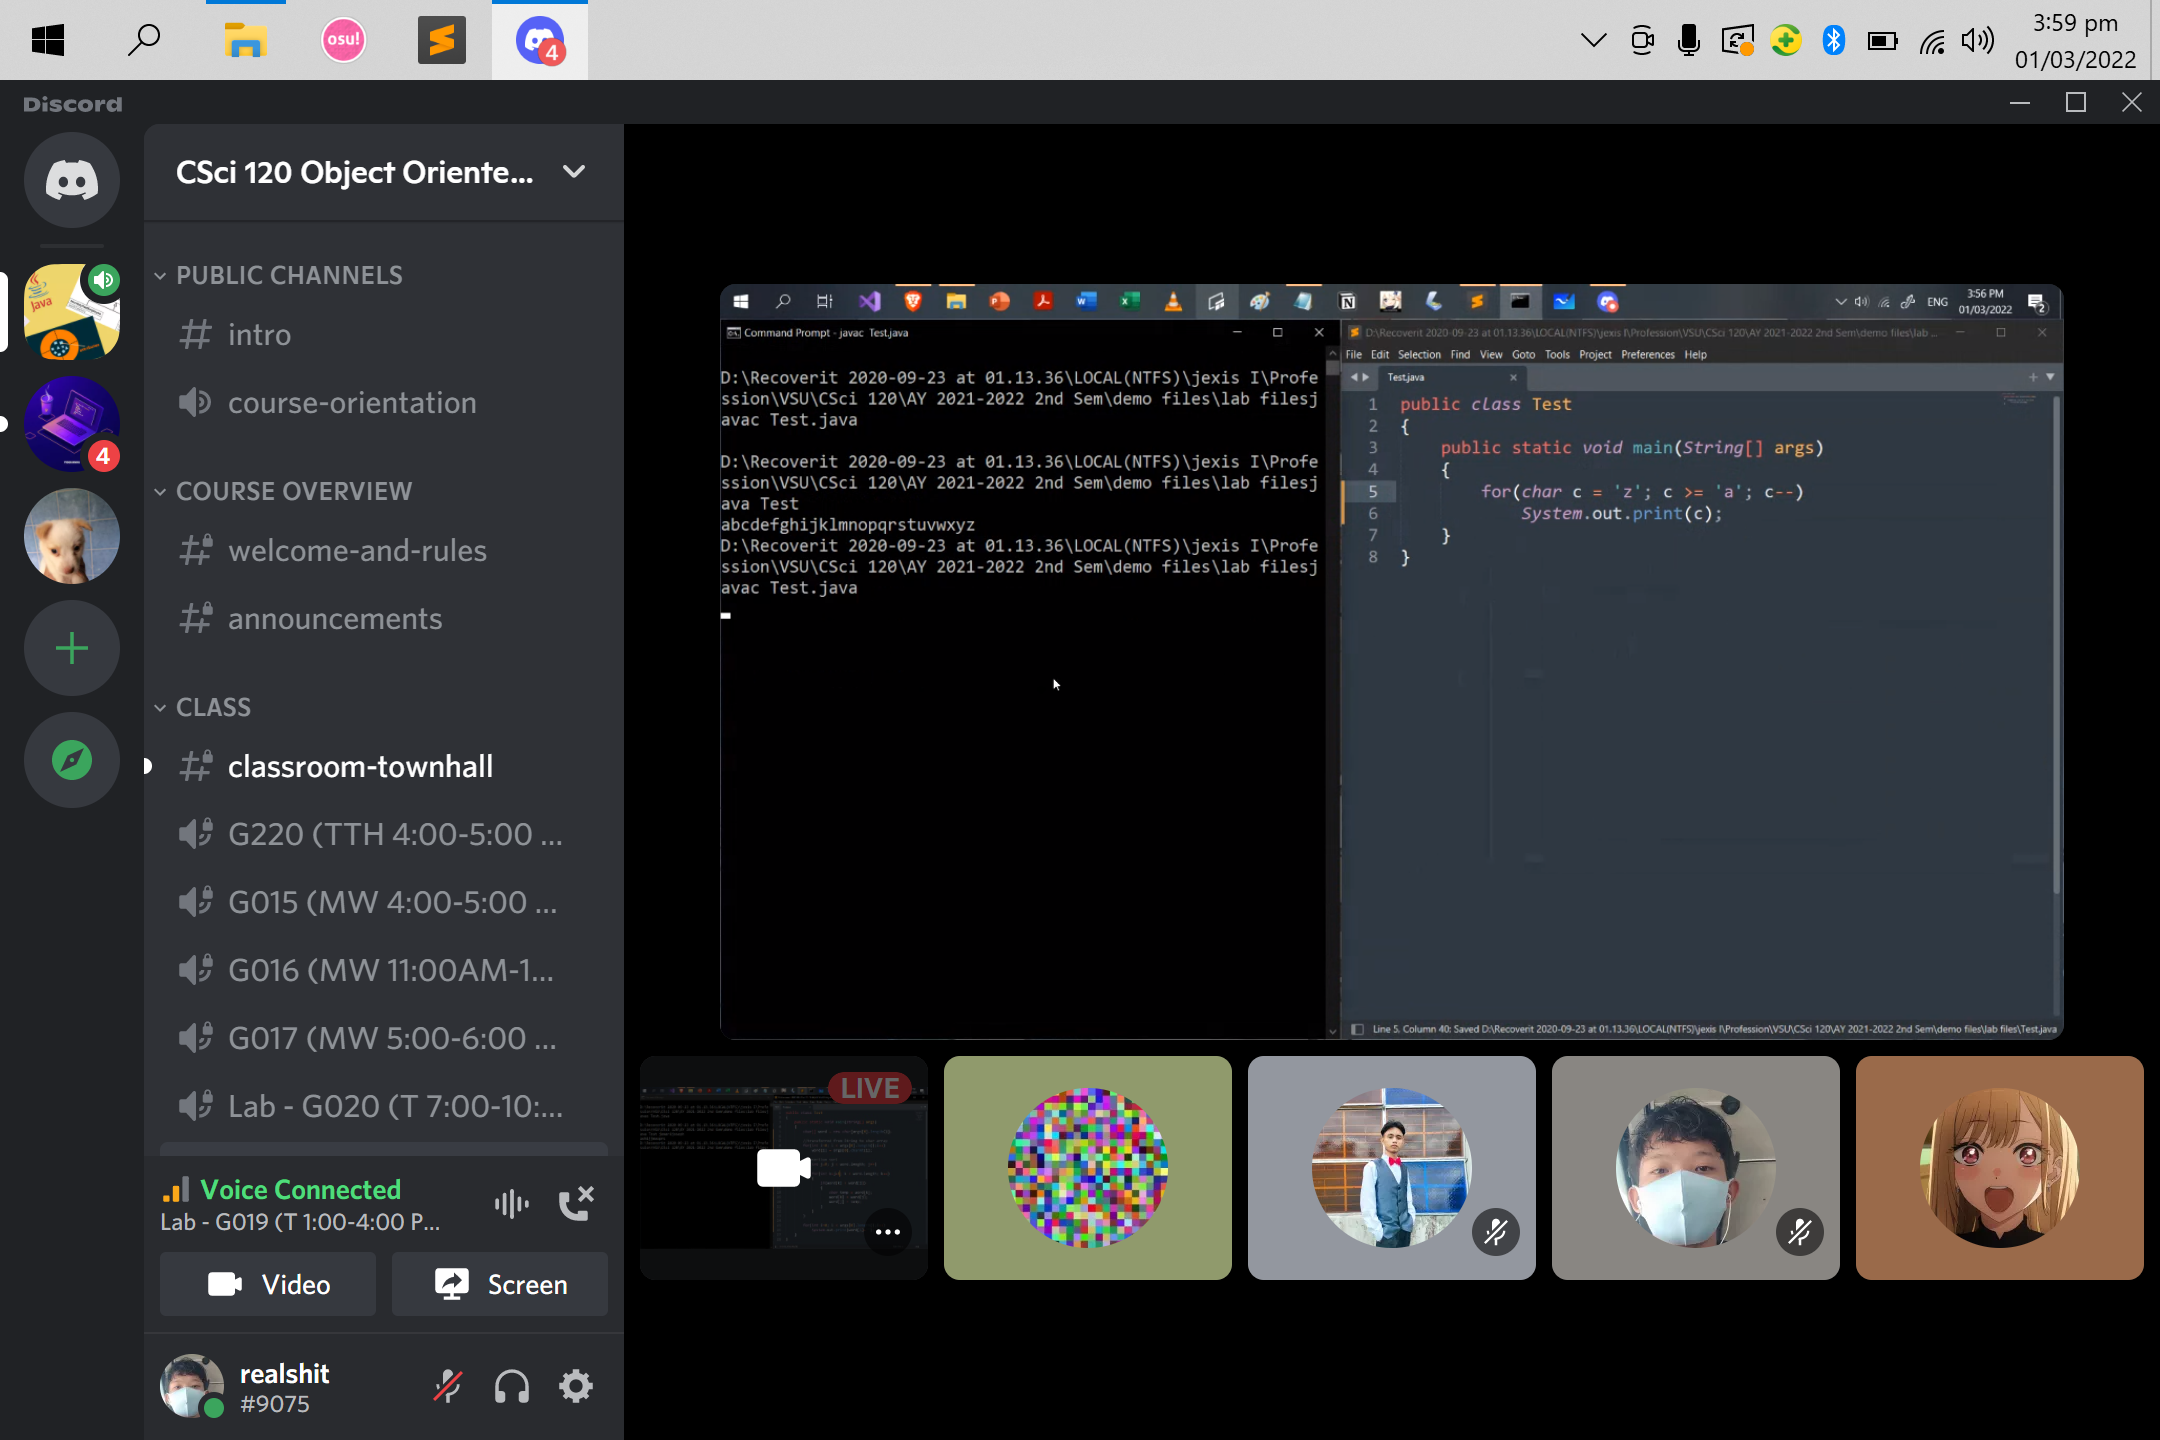 osu!
4
3:59 pm
01/03/2022
Discord
CSci 120 Object Oriente...
PUBLIC CHANNELS
intro
course-orientation
COURSE OVERVIEW
welcome-and-rules
announcements
CLASS
classroom-townhall
G220 (TTH 4:00-5:00 ...
G015 (MW 4:00-5:00 ...
G016 (MW 11:00AM-1...
G017 (MW 5:00-6:00 ...
Lab - G020 (T 7:00-10:...
Java
4
Voice Connected
Lab - G019 (T 1:00-4:00 P...
Video
Screen
realshit
#9075
ENG
3:56 PM
01/03/2022
2
Command Prompt - javac Test.java
D:\Recoverit 2020-09-23 at 01.13.36\LOCAL(NTFS)\jexis I\Profe
ssion\VSU\CSci 120\AY 2021-2022 2nd Sem\demo files\lab filesj
avac Test.java
D:\Recoverit 2020-09-23 at 01.13.36\LOCAL(NTFS)\jexis I\Profe
ssion\VSU\CSci 120\AY 2021-2022 2nd Sem\demo files\lab filesj
ava Test
abcdefghijklmnopqrstuvwxyz
D:\Recoverit 2020-09-23 at 01.13.36\LOCAL(NTFS)\jexis I\Profe
ssion\VSU\CSci 120\AY 2021-2022 2nd Sem\demo files\lab filesj
avac Test.java
D:\Recoverit 2020-09-23 at 01.13.36\LOCAL(NTFS)\jexis I\Profession\VSU\CSci 120\AY 2021-2022 2nd Sem\demo files\lab ...
File Edit Selection Find View Goto Tools Project Preferences Help
Test.java
1 public class Test
2 {
3 public static void main(String[] args)
4 {
5 for(char c = 'z'; c >= 'a'; c--)
6 System.out.print(c);
7 }
8 }
Line 5, Column 40; Saved D:\Recoverit 2020-09-23 at 01.13.36\LOCAL(NTFS)\jexis I\Profession\VSU\CSci 120\AY 2021-2022 2nd Sem\demo files\lab files\Test.java
LIVE